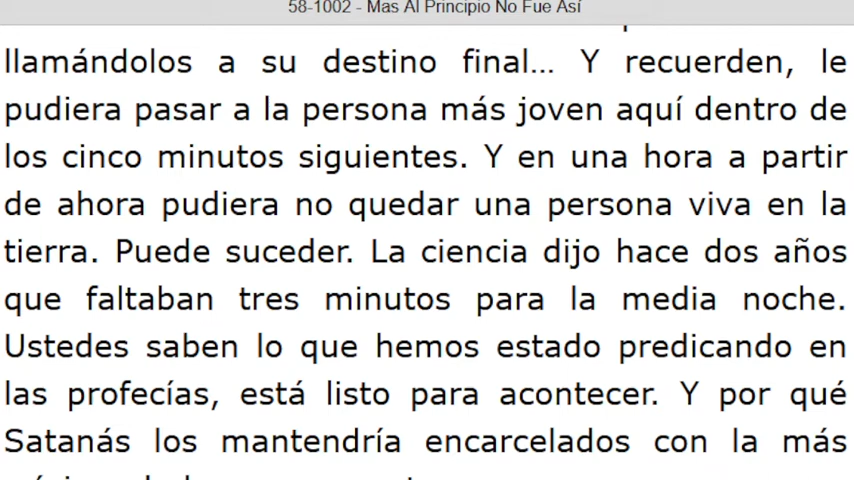 58-1002 - Mas Al Principio No Fue Así
llamándolos a su destino final... Y recuerden, le
pudiera pasar a la persona más joven aquí dentro de
los cinco minutos siguientes. Y en una hora a partir
de ahora pudiera no quedar una persona viva en la
tierra. Puede suceder. La ciencia dijo hace dos años
que faltaban tres minutos para la media noche.
Ustedes saben lo que hemos estado predicando en
las profecías, está listo para acontecer. Y por qué
Satanás los mantendría encarcelados con la más